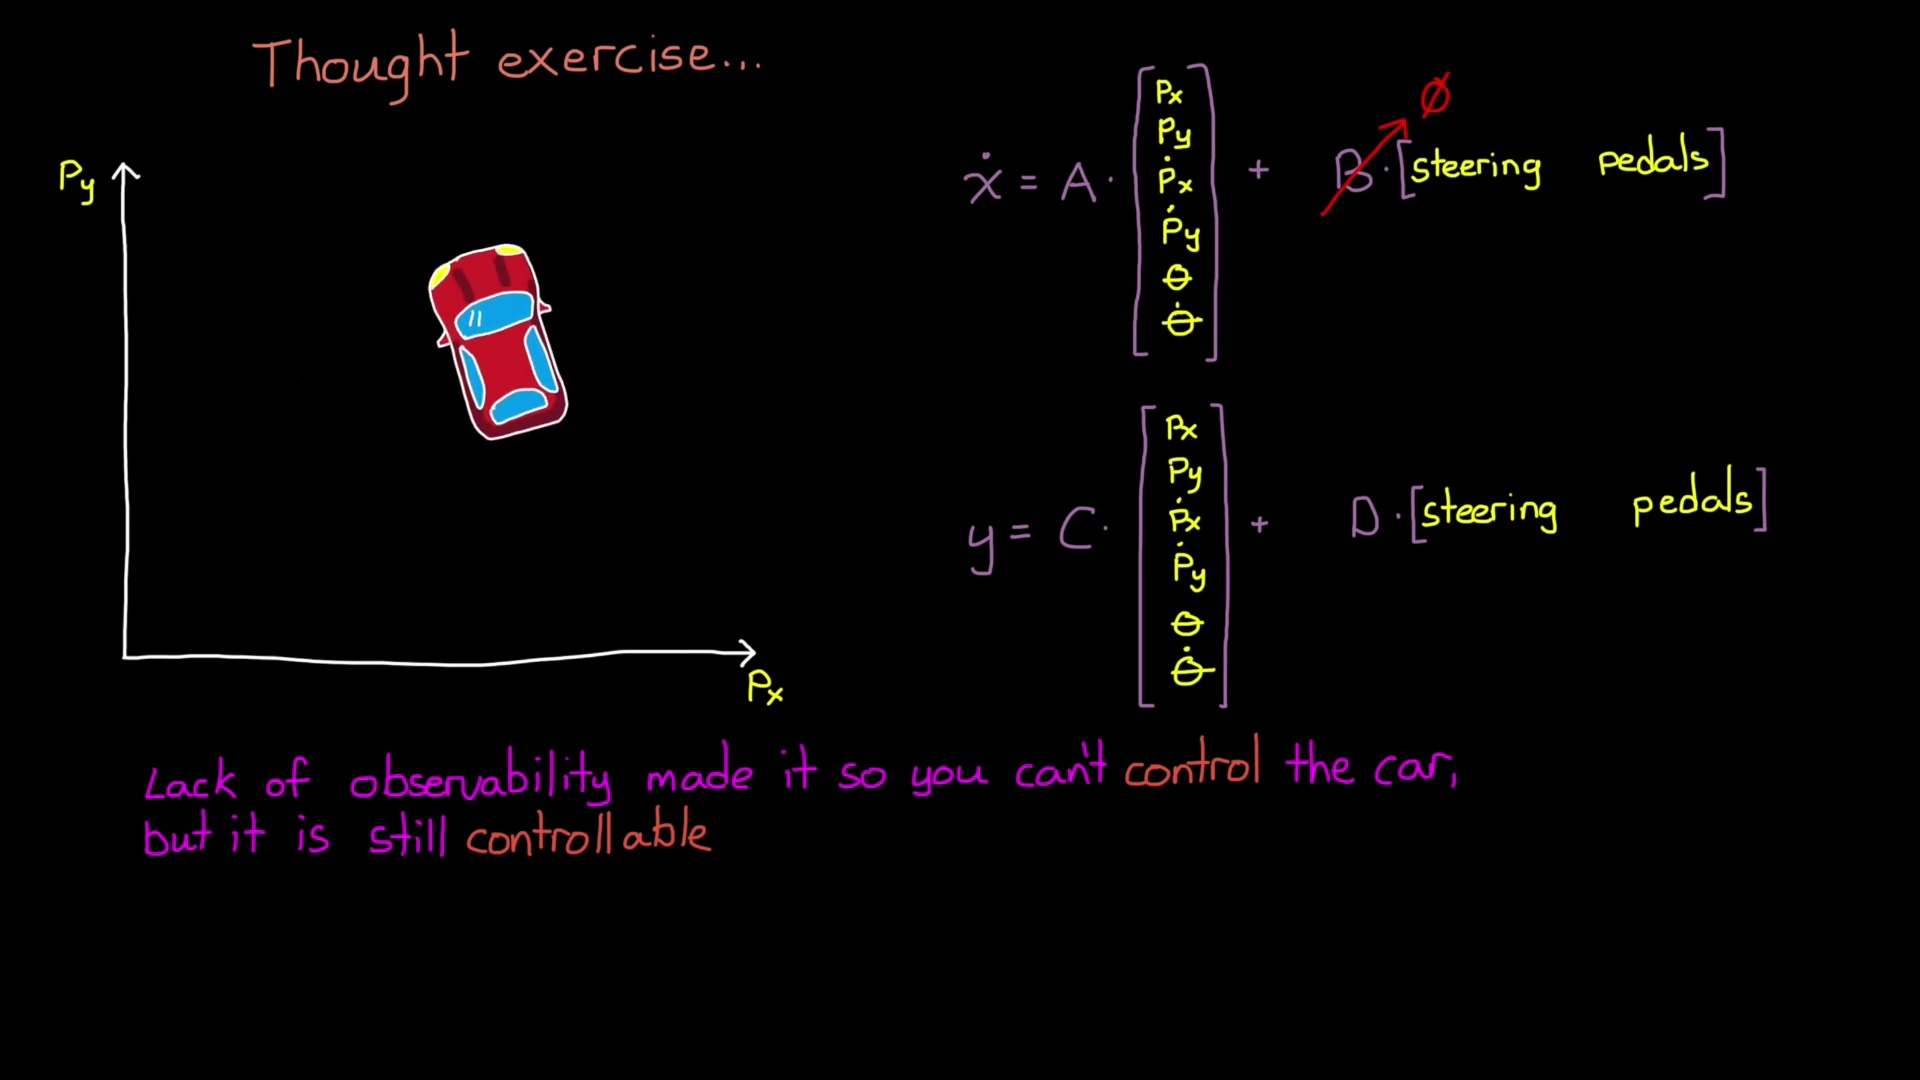 Thought exercise...
Py
Px
ẋ = A · [Px Py Ṗx Ṗy θ θ̇] + B · [steering pedals]
Ø
y = C · [Px Py Ṗx Ṗy θ θ̇] + D · [steering pedals]
Lack of observability made it so you can't control the car,
but it is still controllable